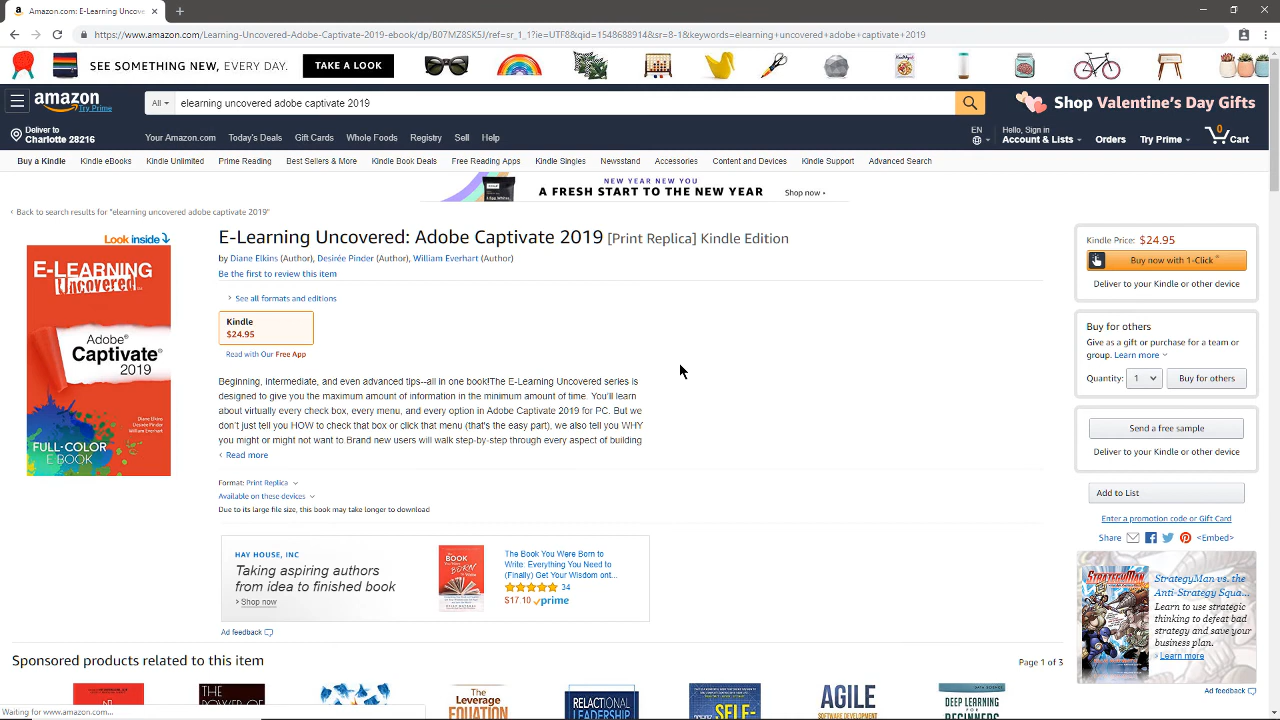 Amazon.com: E-Learning Uncov
https://www.amazon.com/Learning-Uncovered-Adobe-Captivate-2019-ebook/dp/B07MZ8SK5J/ref=sr_1_1?ie=UTF8&qid=1548688914&sr=8-1&keywords=elearning+uncovered+adobe+captivate+2019
SEE SOMETHING NEW, EVERY DAY. TAKE A LOOK
amazon
Try Prime
All elearning uncovered adobe captivate 2019
Shop Valentine's Day Gifts
Deliver to
Charlotte 28216
Your Amazon.com Today's Deals Gift Cards Whole Foods Registry Sell Help
EN
Hello, Sign in
Account & Lists Orders Try Prime 0 Cart
Buy a Kindle Kindle eBooks Kindle Unlimited Prime Reading Best Sellers & More Kindle Book Deals Free Reading Apps Kindle Singles Newsstand Accessories Content and Devices Kindle Support Advanced Search
NEW YEAR NEW YOU
A FRESH START TO THE NEW YEAR Shop now ›
‹ Back to search results for "elearning uncovered adobe captivate 2019"
Look inside
E-LEARNING
Uncovered
Adobe®
Captivate®
2019
Diane Elkins
Desirée Pinder
William Everhart
FULL-COLOR
E BOOK
E-Learning Uncovered: Adobe Captivate 2019 [Print Replica] Kindle Edition
by Diane Elkins (Author), Desirée Pinder (Author), William Everhart (Author)
Be the first to review this item
› See all formats and editions
Kindle
$24.95
Read with Our Free App
Beginning, intermediate, and even advanced tips--all in one book!The E-Learning Uncovered series is
designed to give you the maximum amount of information in the minimum amount of time. You'll learn
about virtually every check box, every menu, and every option in Adobe Captivate 2019 for PC. But we
don't just tell you HOW to check that box or click that menu (that's the easy part), we also tell you WHY
you might or might not want to Brand new users will walk step-by-step through every aspect of building
‹ Read more
Format: Print Replica
Available on these devices
Due to its large file size, this book may take longer to download
HAY HOUSE, INC
Taking aspiring authors
from idea to finished book
› Shop now
The Book You Were Born to
Write: Everything You Need to
(Finally) Get Your Wisdom ont...
34
$17.10 prime
Ad feedback
Kindle Price: $24.95
Buy now with 1-Click®
Deliver to your Kindle or other device
Buy for others
Give as a gift or purchase for a team or
group. Learn more
Quantity: 1 Buy for others
Send a free sample
Deliver to your Kindle or other device
Add to List
Enter a promotion code or Gift Card
Share <Embed>
STRATEGYMAN
StrategyMan vs. the
Anti-Strategy Squa...
Learn to use strategic
thinking to defeat bad
strategy and save your
business plan.
› Learn more
Ad feedback
Sponsored products related to this item
Page 1 of 3
THE
POWER OF
The
Leverage
EQUATION
RELACTIONAL
LEADERSHIP
SELF-
AGILE
SOFTWARE DEVELOPMENT
DATA SCIENCE
DEEP LEARNING
FOR
BEGINNERS
Waiting for www.amazon.com...